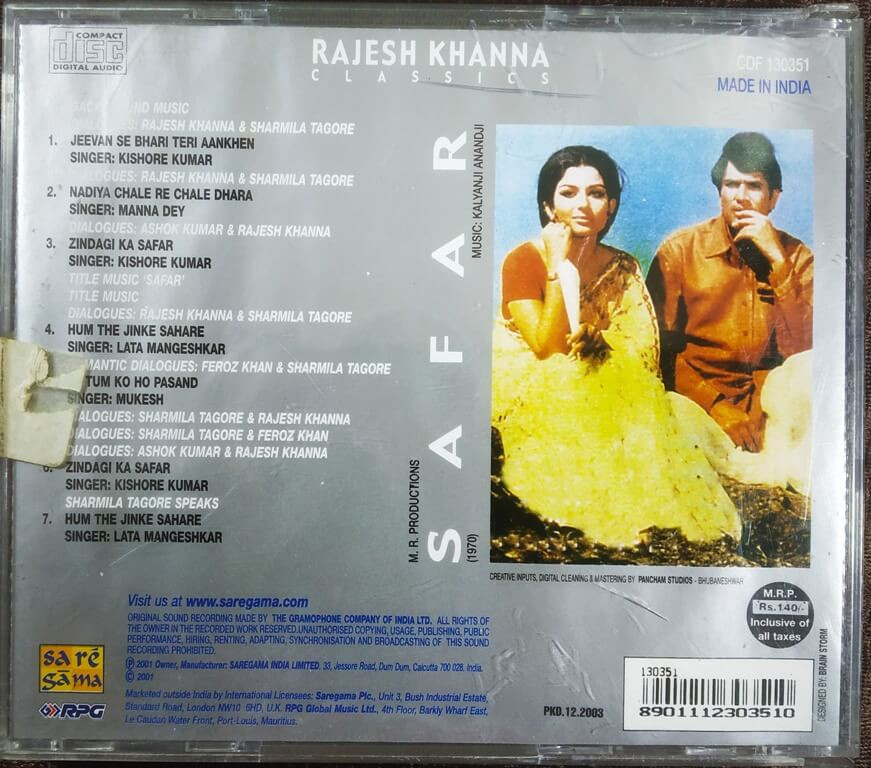 COMPACT
disc
DIGITAL AUDIO
RAJESH KHANNA
CLASSICS
CDF 130351
MADE IN INDIA
MUSIC
DIALOGUES: RAJESH KHANNA & SHARMILA TAGORE
1. JEEVAN SE BHARI TERI AANKHEN
SINGER: KISHORE KUMAR
DIALOGUES: RAJESH KHANNA & SHARMILA TAGORE
2. NADIYA CHALE RE CHALE DHARA
SINGER: MANNA DEY
DIALOGUES: ASHOK KUMAR & RAJESH KHANNA
3. ZINDAGI KA SAFAR
SINGER: KISHORE KUMAR
TITLE MUSIC 'SAFAR'
TITLE MUSIC
DIALOGUES: RAJESH KHANNA & SHARMILA TAGORE
4. HUM THE JINKE SAHARE
SINGER: LATA MANGESHKAR
DIALOGUES: FEROZ KHAN & SHARMILA TAGORE
TUM KO HO PASAND
SINGER: MUKESH
DIALOGUES: SHARMILA TAGORE & RAJESH KHANNA
DIALOGUES: SHARMILA TAGORE & FEROZ KHAN
DIALOGUES: ASHOK KUMAR & RAJESH KHANNA
6. ZINDAGI KA SAFAR
SINGER: KISHORE KUMAR
SHARMILA TAGORE SPEAKS
7. HUM THE JINKE SAHARE
SINGER: LATA MANGESHKAR
M. R. PRODUCTIONS
SAFAR
(1970)
MUSIC: KALYANJI ANANDJI
CREATIVE INPUTS, DIGITAL CLEANING & MASTERING BY PANCHAM STUDIOS - BHUBANESHWAR
M.R.P.
Rs.140/-
Inclusive of
all taxes
Visit us at www.saregama.com
ORIGINAL SOUND RECORDING MADE BY THE GRAMOPHONE COMPANY OF INDIA LTD. ALL RIGHTS OF
THE OWNER IN THE RECORDED WORK RESERVED.UNAUTHORISED COPYING, USAGE, PUBLISHING, PUBLIC
PERFORMANCE, HIRING, RENTING, ADAPTING, SYNCHRONISATION AND BROADCASTING OF THIS SOUND
RECORDING PROHIBITED.
℗ 2001 Owner, Manufacturer: SAREGAMA INDIA LIMITED. 33, Jessore Road, Dum Dum, Calcutta 700 028. India.
© 2001
Marketed outside India by International Licensees: Saregama Plc., Unit 3, Bush Industrial Estate,
Standard Road, London NW10 6HD, U.K. RPG Global Music Ltd., 4th Floor, Barkly Wharf East,
Le Caudan Water Front, Port-Louis, Mauritius.
sa rē
gāma
RPG
PKD.12.2003
130351
8901112303510
DESIGNED BY: BRAIN STORM